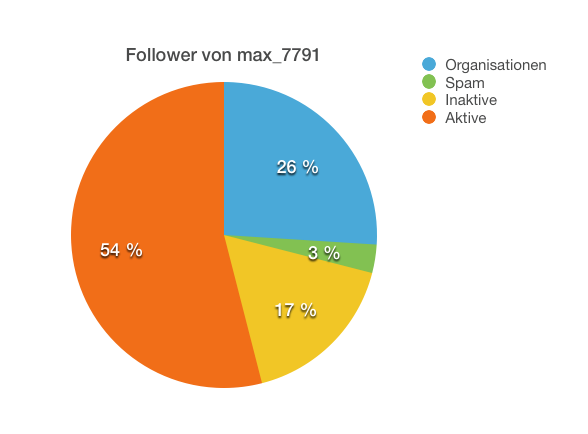 Follower von max_7791
Organisationen
Spam
Inaktive
Aktive
26 %
3 %
17 %
54 %